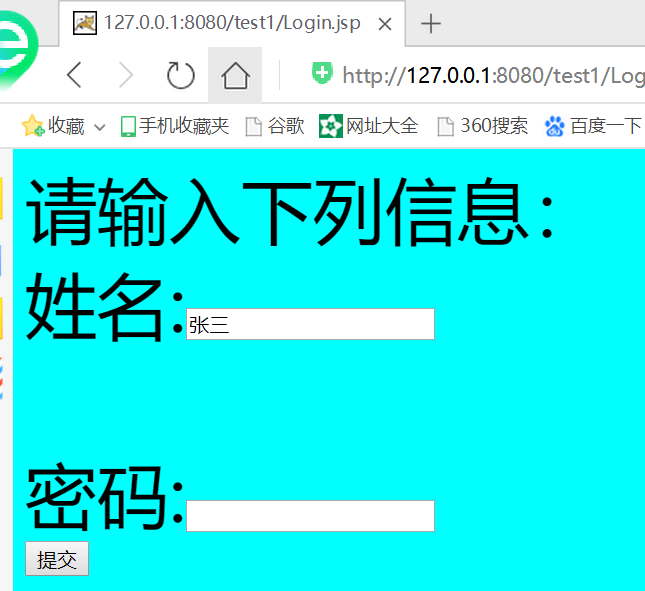 127.0.0.1:8080/test1/Login.jsp
http://127.0.0.1:8080/test1/Log
收藏 手机收藏夹 谷歌 网址大全 360搜索 百度一下
请输入下列信息：
姓名:张三
密码:
提交